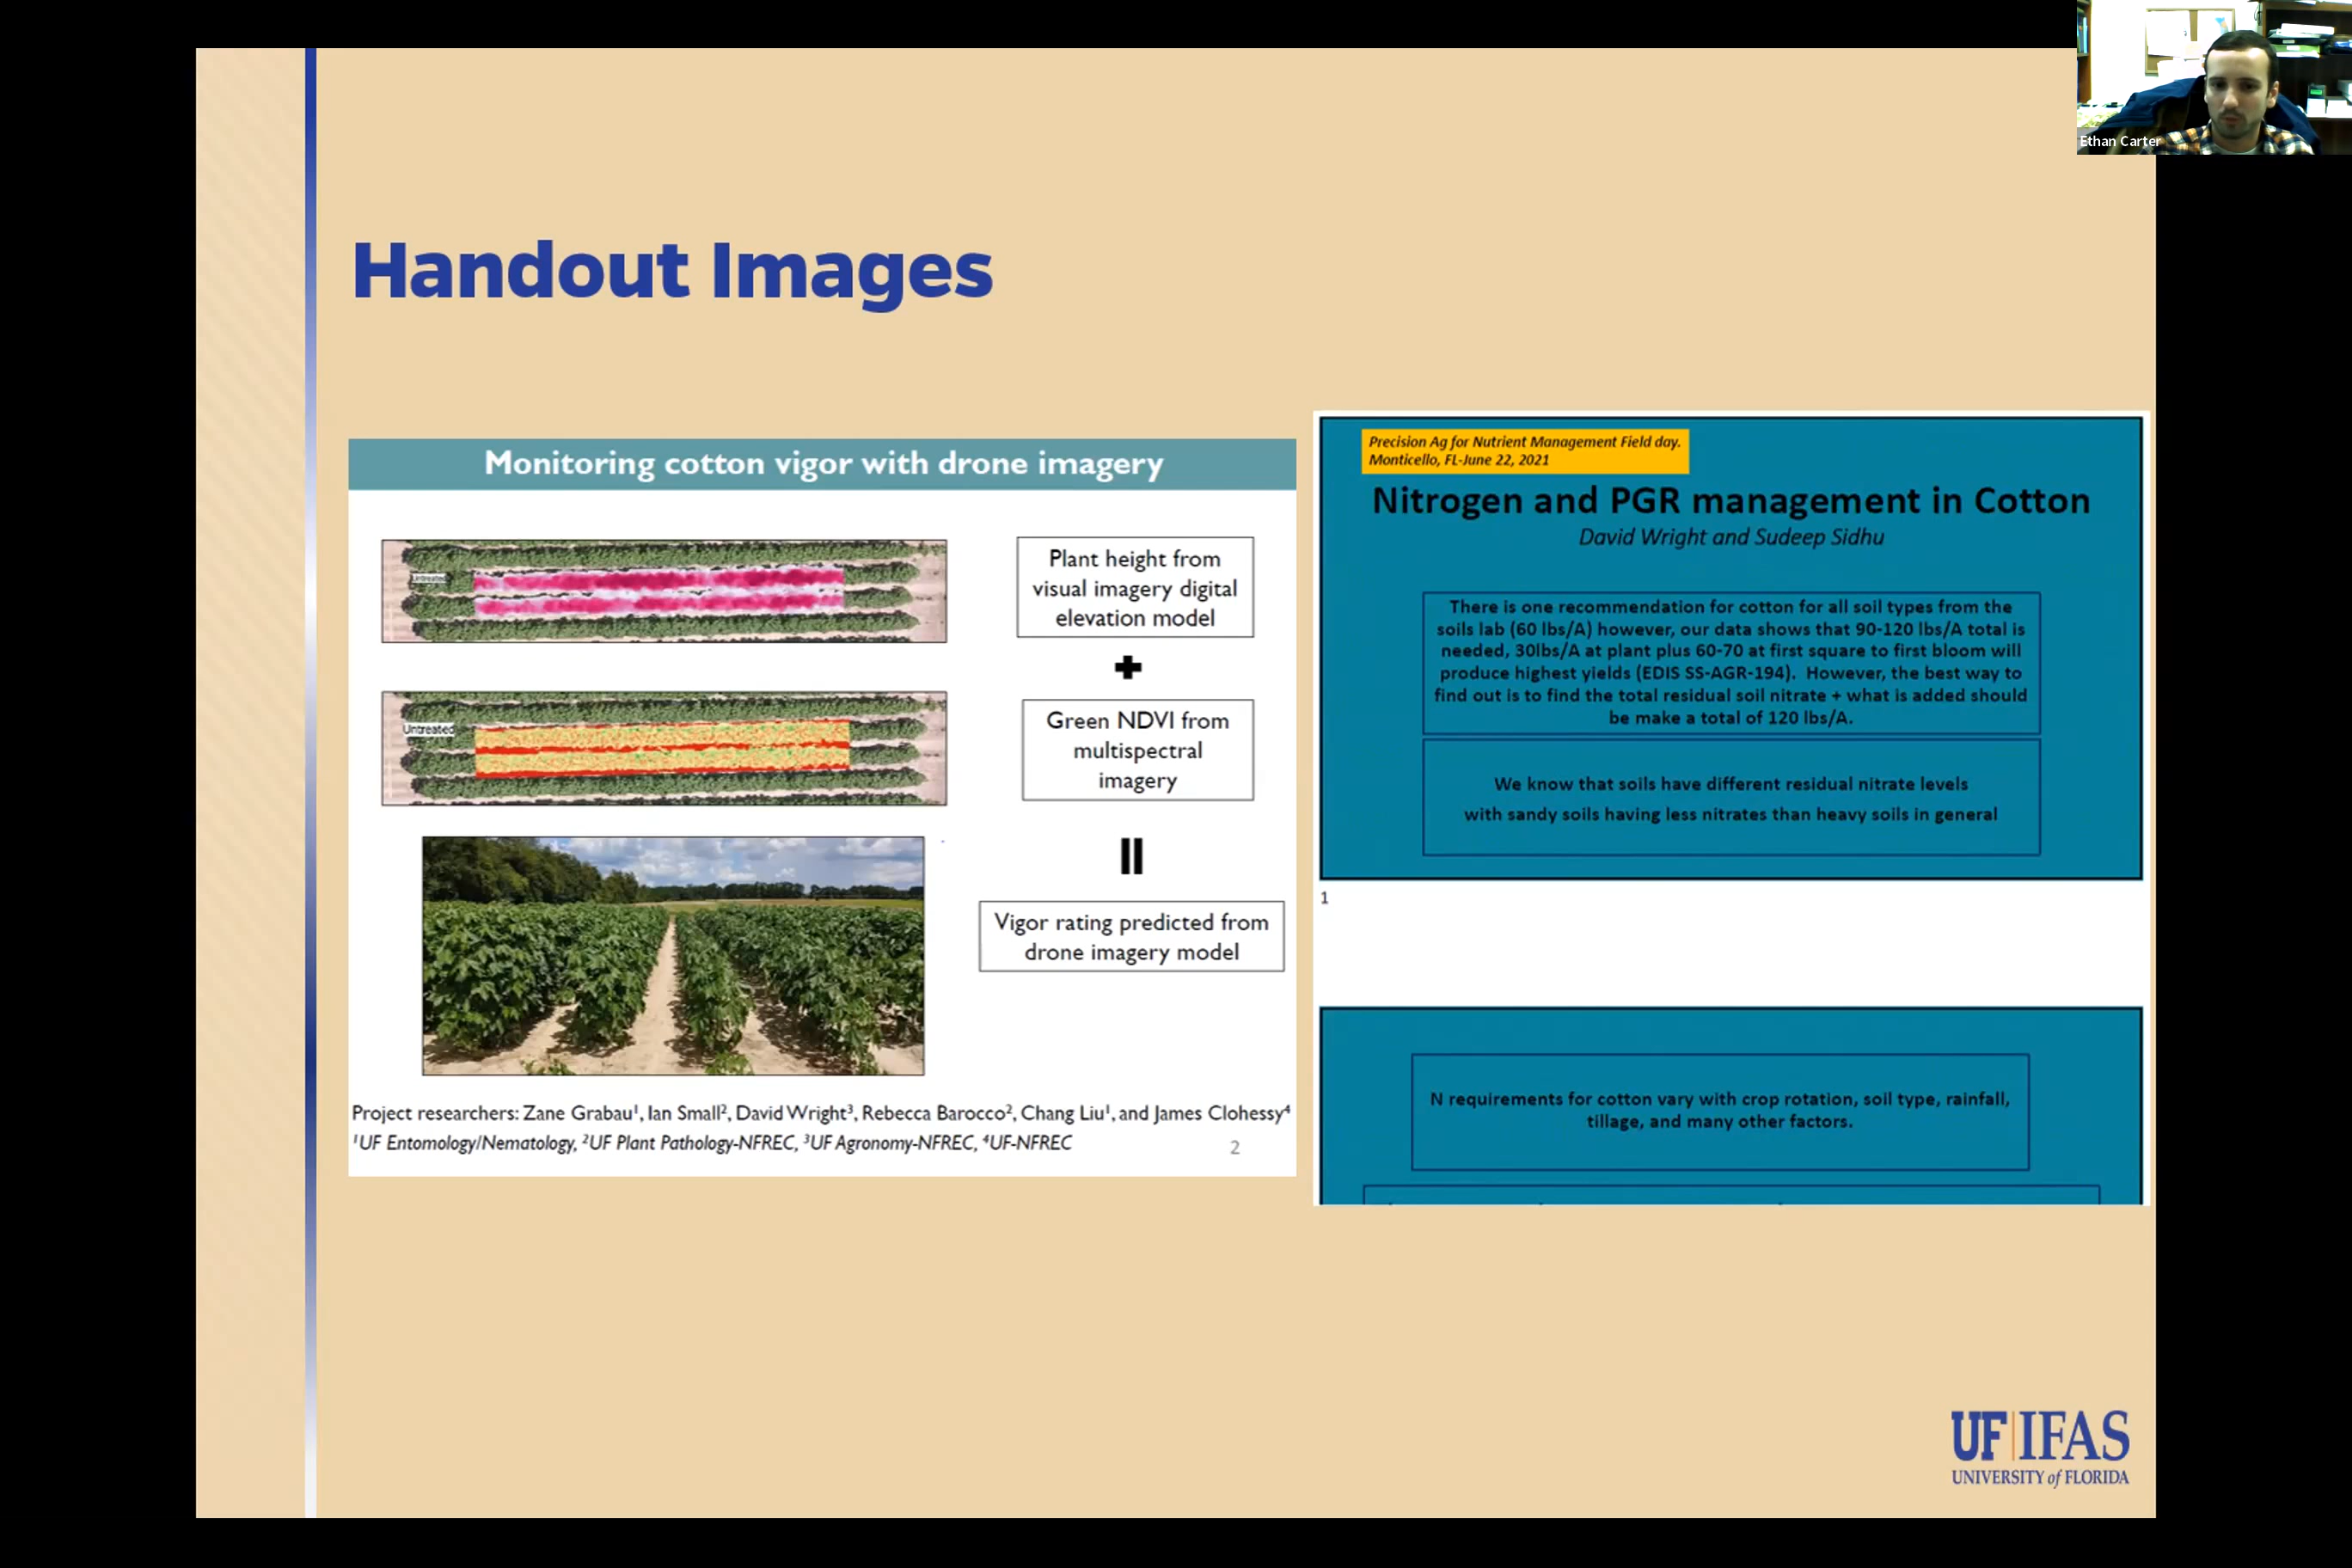 Ethan Carter
Handout Images
Monitoring cotton vigor with drone imagery
Untreated
Plant height from
visual imagery digital
elevation model
+
Untreated
Green NDVI from
multispectral
imagery
Vigor rating predicted from
drone imagery model
Project researchers: Zane Grabau¹, Ian Small², David Wright³, Rebecca Barocco², Chang Liu¹, and James Clohessy⁴
¹UF Entomology/Nematology, ²UF Plant Pathology-NFREC, ³UF Agronomy-NFREC, ⁴UF-NFREC
2
Precision Ag for Nutrient Management Field day.
Monticello, FL-June 22, 2021
Nitrogen and PGR management in Cotton
David Wright and Sudeep Sidhu
There is one recommendation for cotton for all soil types from the
soils lab (60 lbs/A) however, our data shows that 90-120 lbs/A total is
needed, 30lbs/A at plant plus 60-70 at first square to first bloom will
produce highest yields (EDIS SS-AGR-194). However, the best way to
find out is to find the total residual soil nitrate + what is added should
be make a total of 120 lbs/A.
We know that soils have different residual nitrate levels
with sandy soils having less nitrates than heavy soils in general
1
N requirements for cotton vary with crop rotation, soil type, rainfall,
tillage, and many other factors.
UF IFAS
UNIVERSITY of FLORIDA